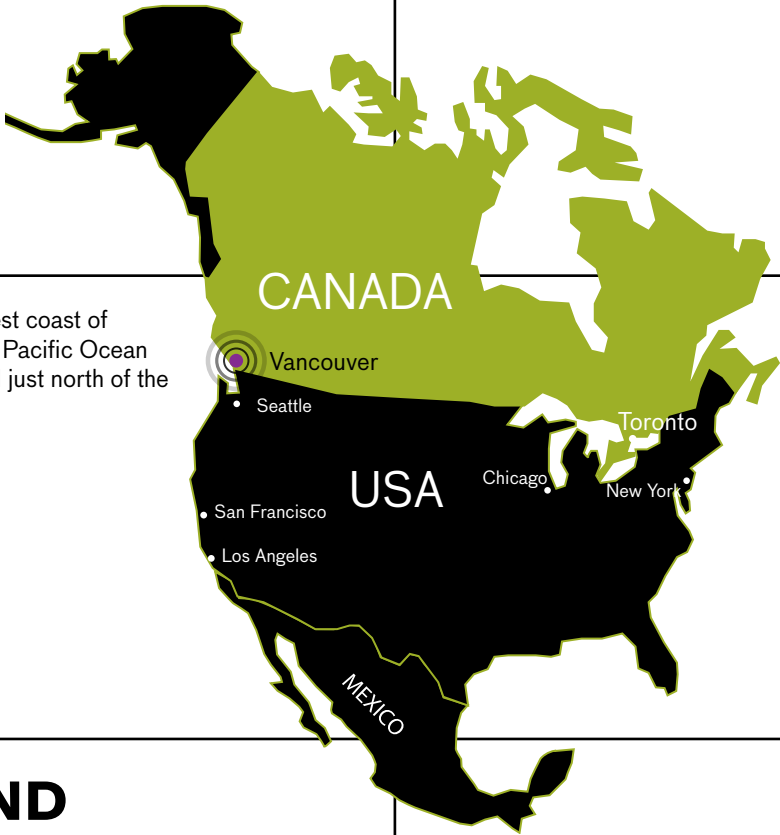 CANADA
est coast of
Pacific Ocean
just north of the
Vancouver
Seattle
Toronto
USA
Chicago
New York
San Francisco
Los Angeles
MEXICO
ND